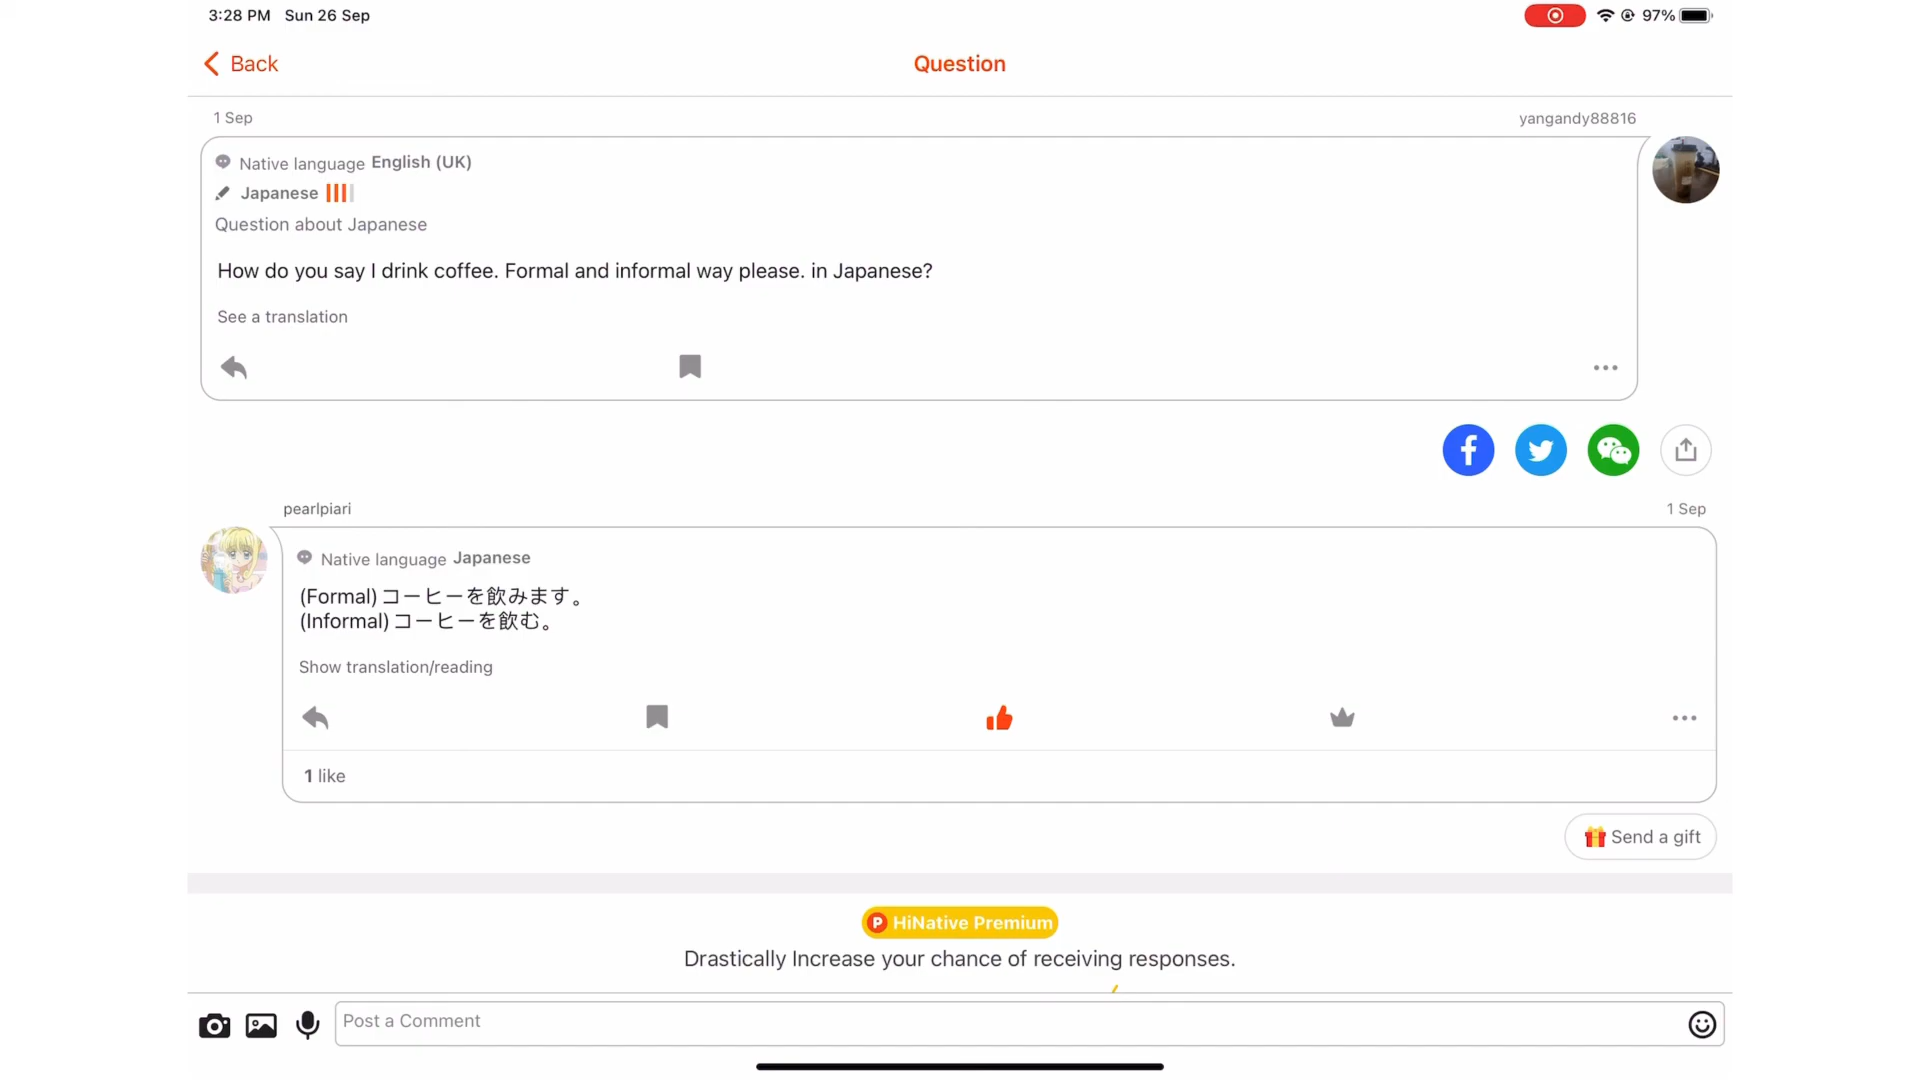 3:28 PM Sun 26 Sep 97%
Back Question
1 Sep yangandy88816
Native language English (UK)
Japanese
Question about Japanese
How do you say I drink coffee. Formal and informal way please. in Japanese?
See a translation
pearlpiari 1 Sep
Native language Japanese
(Formal)コーヒーを飲みます。
(Informal)コーヒーを飲む。
Show translation/reading
1 like
Send a gift
P HiNative Premium
Drastically Increase your chance of receiving responses.
Post a Comment